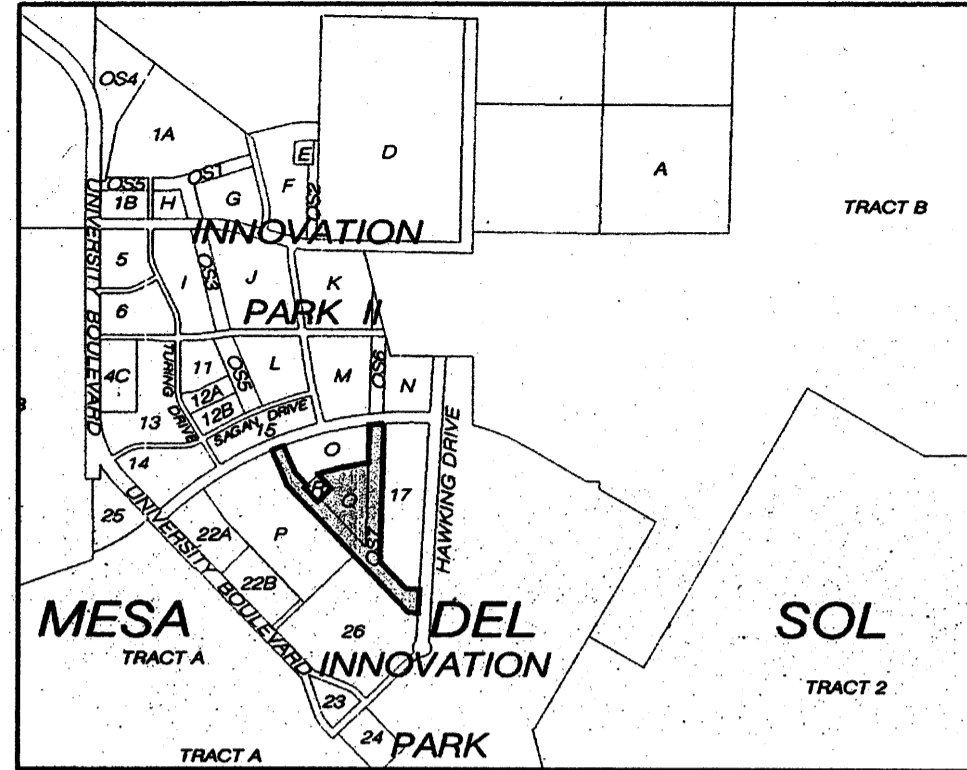 OS4
1A
E
D
A
OS5
OS1
1B
H
G
F
OS2
TRACT B
INNOVATION
5
I
OS3
J
K
6
PARK II
UNIVERSITY BOULEVARD
4C
TURING DRIVE
11
OS5
L
M
OS6
N
12A
12B
13
SAGAN DRIVE
15
14
O
HAWKING DRIVE
R
Q
17
25
UNIVERSITY BOULEVARD
22A
P
OS7
22B
MESA DEL SOL
26
TRACT A
INNOVATION
23
TRACT 2
24
PARK
TRACT A